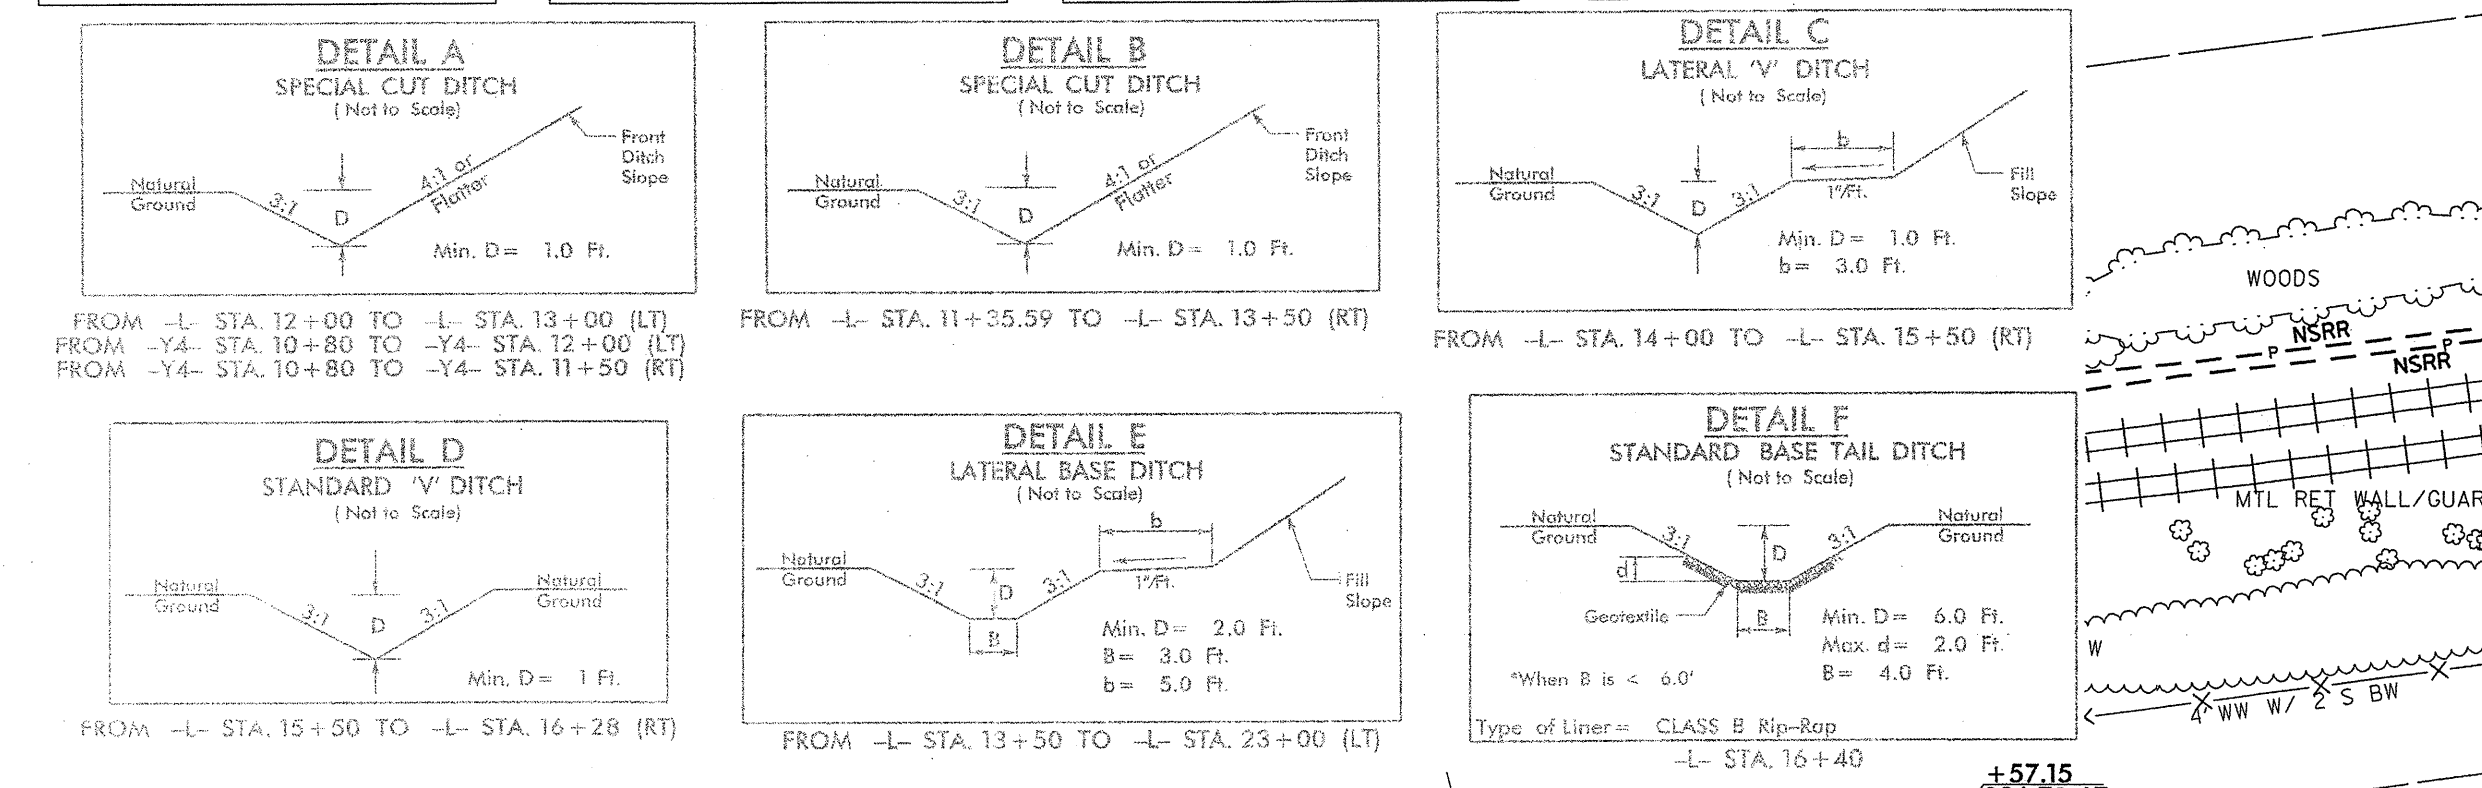 DETAIL A
SPECIAL CUT DITCH
( Not to Scale)
Front
Ditch
Slope
Natural
Ground
3:1
D
4:1 or
Flatter
Min. D= 1.0 Ft.
FROM -L- STA. 12+00 TO -L- STA. 13+00 (LT)
FROM -Y4- STA. 10+80 TO -Y4- STA. 12+00 (LT)
FROM -Y4- STA. 10+80 TO -Y4- STA. 11+50 (RT)
DETAIL B
SPECIAL CUT DITCH
( Not to Scale)
Front
Ditch
Slope
Natural
Ground
3:1
D
4:1 or
Flatter
Min. D= 1.0 Ft.
FROM -L- STA. 11+35.59 TO -L- STA. 13+50 (RT)
DETAIL C
LATERAL 'V' DITCH
( Not to Scale)
b
Natural
Ground
3:1
D
3:1
1"/Ft.
Fill
Slope
Min. D= 1.0 Ft.
b= 3.0 Ft.
FROM -L- STA. 14+00 TO -L- STA. 15+50 (RT)
DETAIL D
STANDARD 'V' DITCH
( Not to Scale)
Natural
Ground
3:1
D
3:1
Natural
Ground
Min. D= 1 Ft.
FROM -L- STA. 15+50 TO -L- STA. 16+28 (RT)
DETAIL E
LATERAL BASE DITCH
( Not to Scale)
b
Natural
Ground
3:1
D
3:1
1"/Ft.
Fill
Slope
B
Min. D= 2.0 Ft.
B= 3.0 Ft.
b= 5.0 Ft.
FROM -L- STA. 13+50 TO -L- STA. 23+00 (LT)
DETAIL F
STANDARD BASE TAIL DITCH
( Not to Scale)
Natural
Ground
3:1
D
3:1
Natural
Ground
d
Geotextile
B
Min. D= 6.0 Ft.
Max. d= 2.0 Ft.
B= 4.0 Ft.
*When B is < 6.0'
Type of Liner= CLASS B Rip-Rap
-L- STA. 16+40
WOODS
NSRR
P
P
NSRR
MTL RET WALL/GUAR
W
4' WW W/ 2 S BW
+57.15